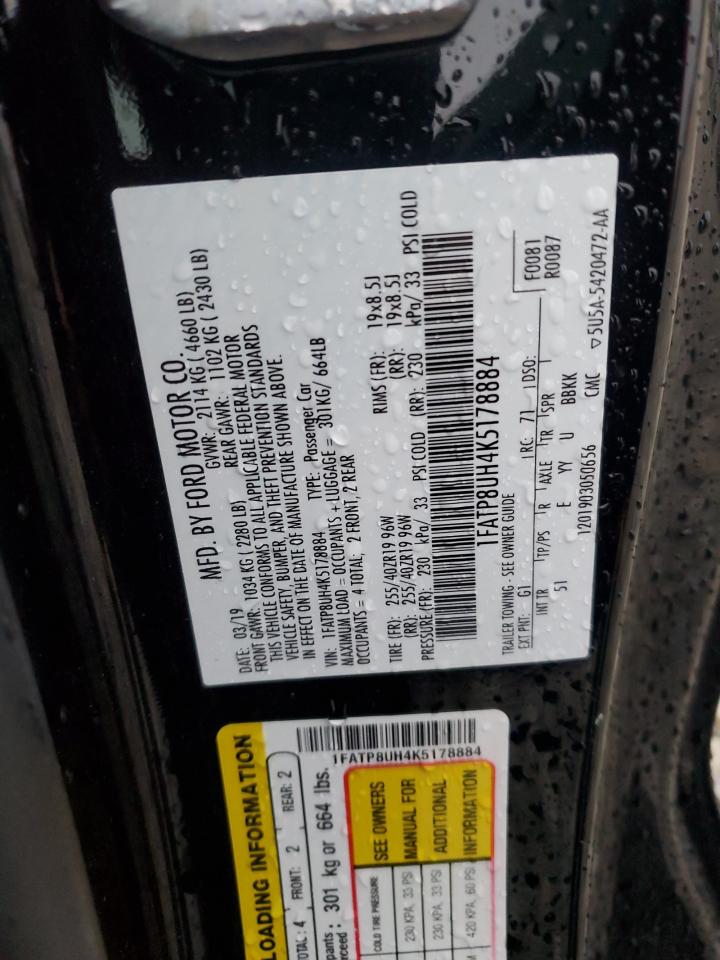 MFD. BY FORD MOTOR CO.
DATE: 03/19 GVWR: 2114 KG ( 4660 LB)
FRONT GAWR: 1034 KG ( 2280 LB) REAR GAWR: 1102 KG ( 2430 LB)
THIS VEHICLE CONFORMS TO ALL APPLICABLE FEDERAL MOTOR
VEHICLE SAFETY, BUMPER, AND THEFT PREVENTION STANDARDS
IN EFFECT ON THE DATE OF MANUFACTURE SHOWN ABOVE.
VIN: 1FATP8UH4K5178884 TYPE: Passenger Car
MAXIMUM LOAD = OCCUPANTS + LUGGAGE = 301KG/ 664LB
OCCUPANTS = 4 TOTAL; 2 FRONT, 2 REAR
TIRE (FR): 255/40ZR19 96W RIMS (FR): 19x8.5J
(RR): 255/40ZR19 96W (RR): 19x8.5J
PRESSURE(FR): 230 kPa/ 33 PSI COLD (RR): 230 kPa/ 33 PSI COLD
1FATP8UH4K5178884
TRAILER TOWING - SEE OWNER GUIDE
EXT PNT: G1 RC: 71 DSO: F0081
INT TR TP/PS R AXLE TR SPR R0087
51 E YY U BBKK
1201903050656 CMC 5U5A-5420472-AA
LOADING INFORMATION
TOTAL: 4 FRONT: 2 REAR: 2
pants: 301 kg or 664 lbs.
1FATP8UH4K5178884
COLD TIRE PRESSURE SEE OWNERS
230 KPA, 33 PSI MANUAL FOR
230 KPA, 33 PSI ADDITIONAL
420 KPA, 60 PSI INFORMATION